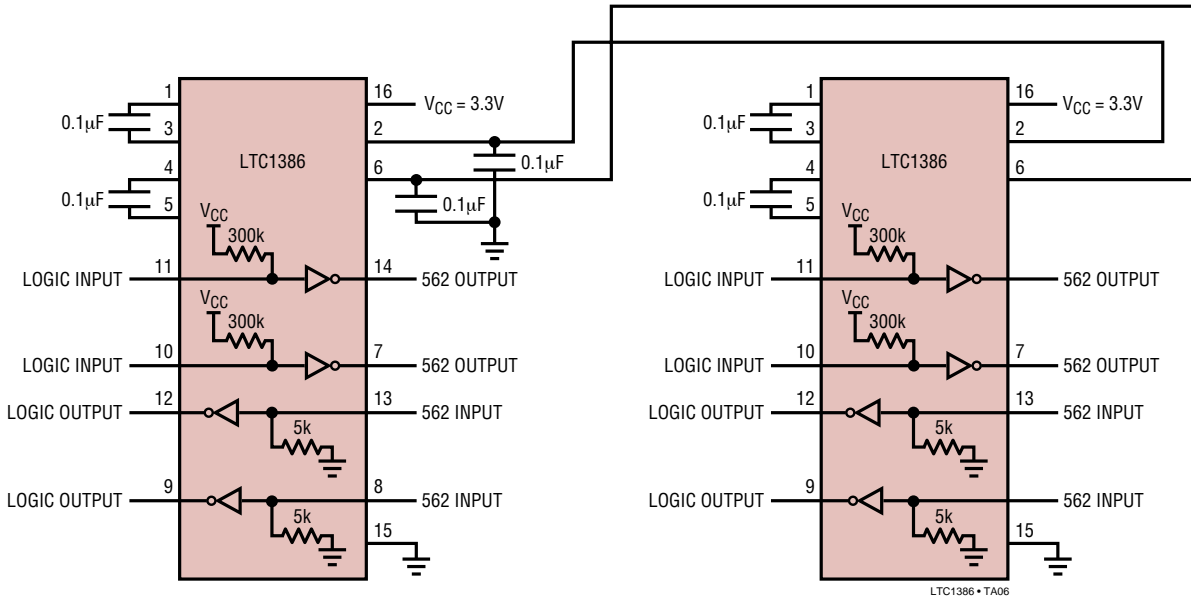 1
16
V_CC = 3.3V
0.1µF
3
2
LTC1386
4
6
0.1µF
0.1µF
0.1µF
5
V_CC
300k
LOGIC INPUT
11
14
562 OUTPUT
V_CC
300k
LOGIC INPUT
10
7
562 OUTPUT
LOGIC OUTPUT
12
13
562 INPUT
5k
LOGIC OUTPUT
9
8
562 INPUT
5k
15
1
16
V_CC = 3.3V
0.1µF
3
2
LTC1386
4
6
0.1µF
5
V_CC
300k
LOGIC INPUT
11
14
562 OUTPUT
V_CC
300k
LOGIC INPUT
10
7
562 OUTPUT
LOGIC OUTPUT
12
13
562 INPUT
5k
LOGIC OUTPUT
9
8
562 INPUT
5k
15
LTC1386 • TA06